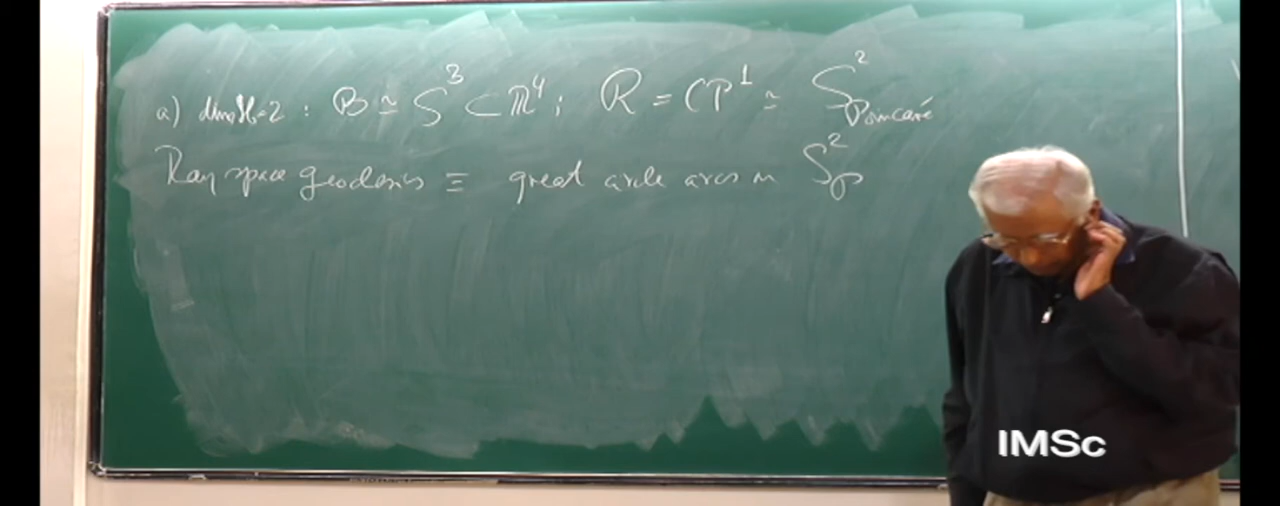 a) dim ℋ=2 : B ≃ S³ ⊂ ℝ⁴ ; R = CP¹ ≃ S²Poincaré
Ray space geodesics ≡ great circle arcs on S²P
IMSc